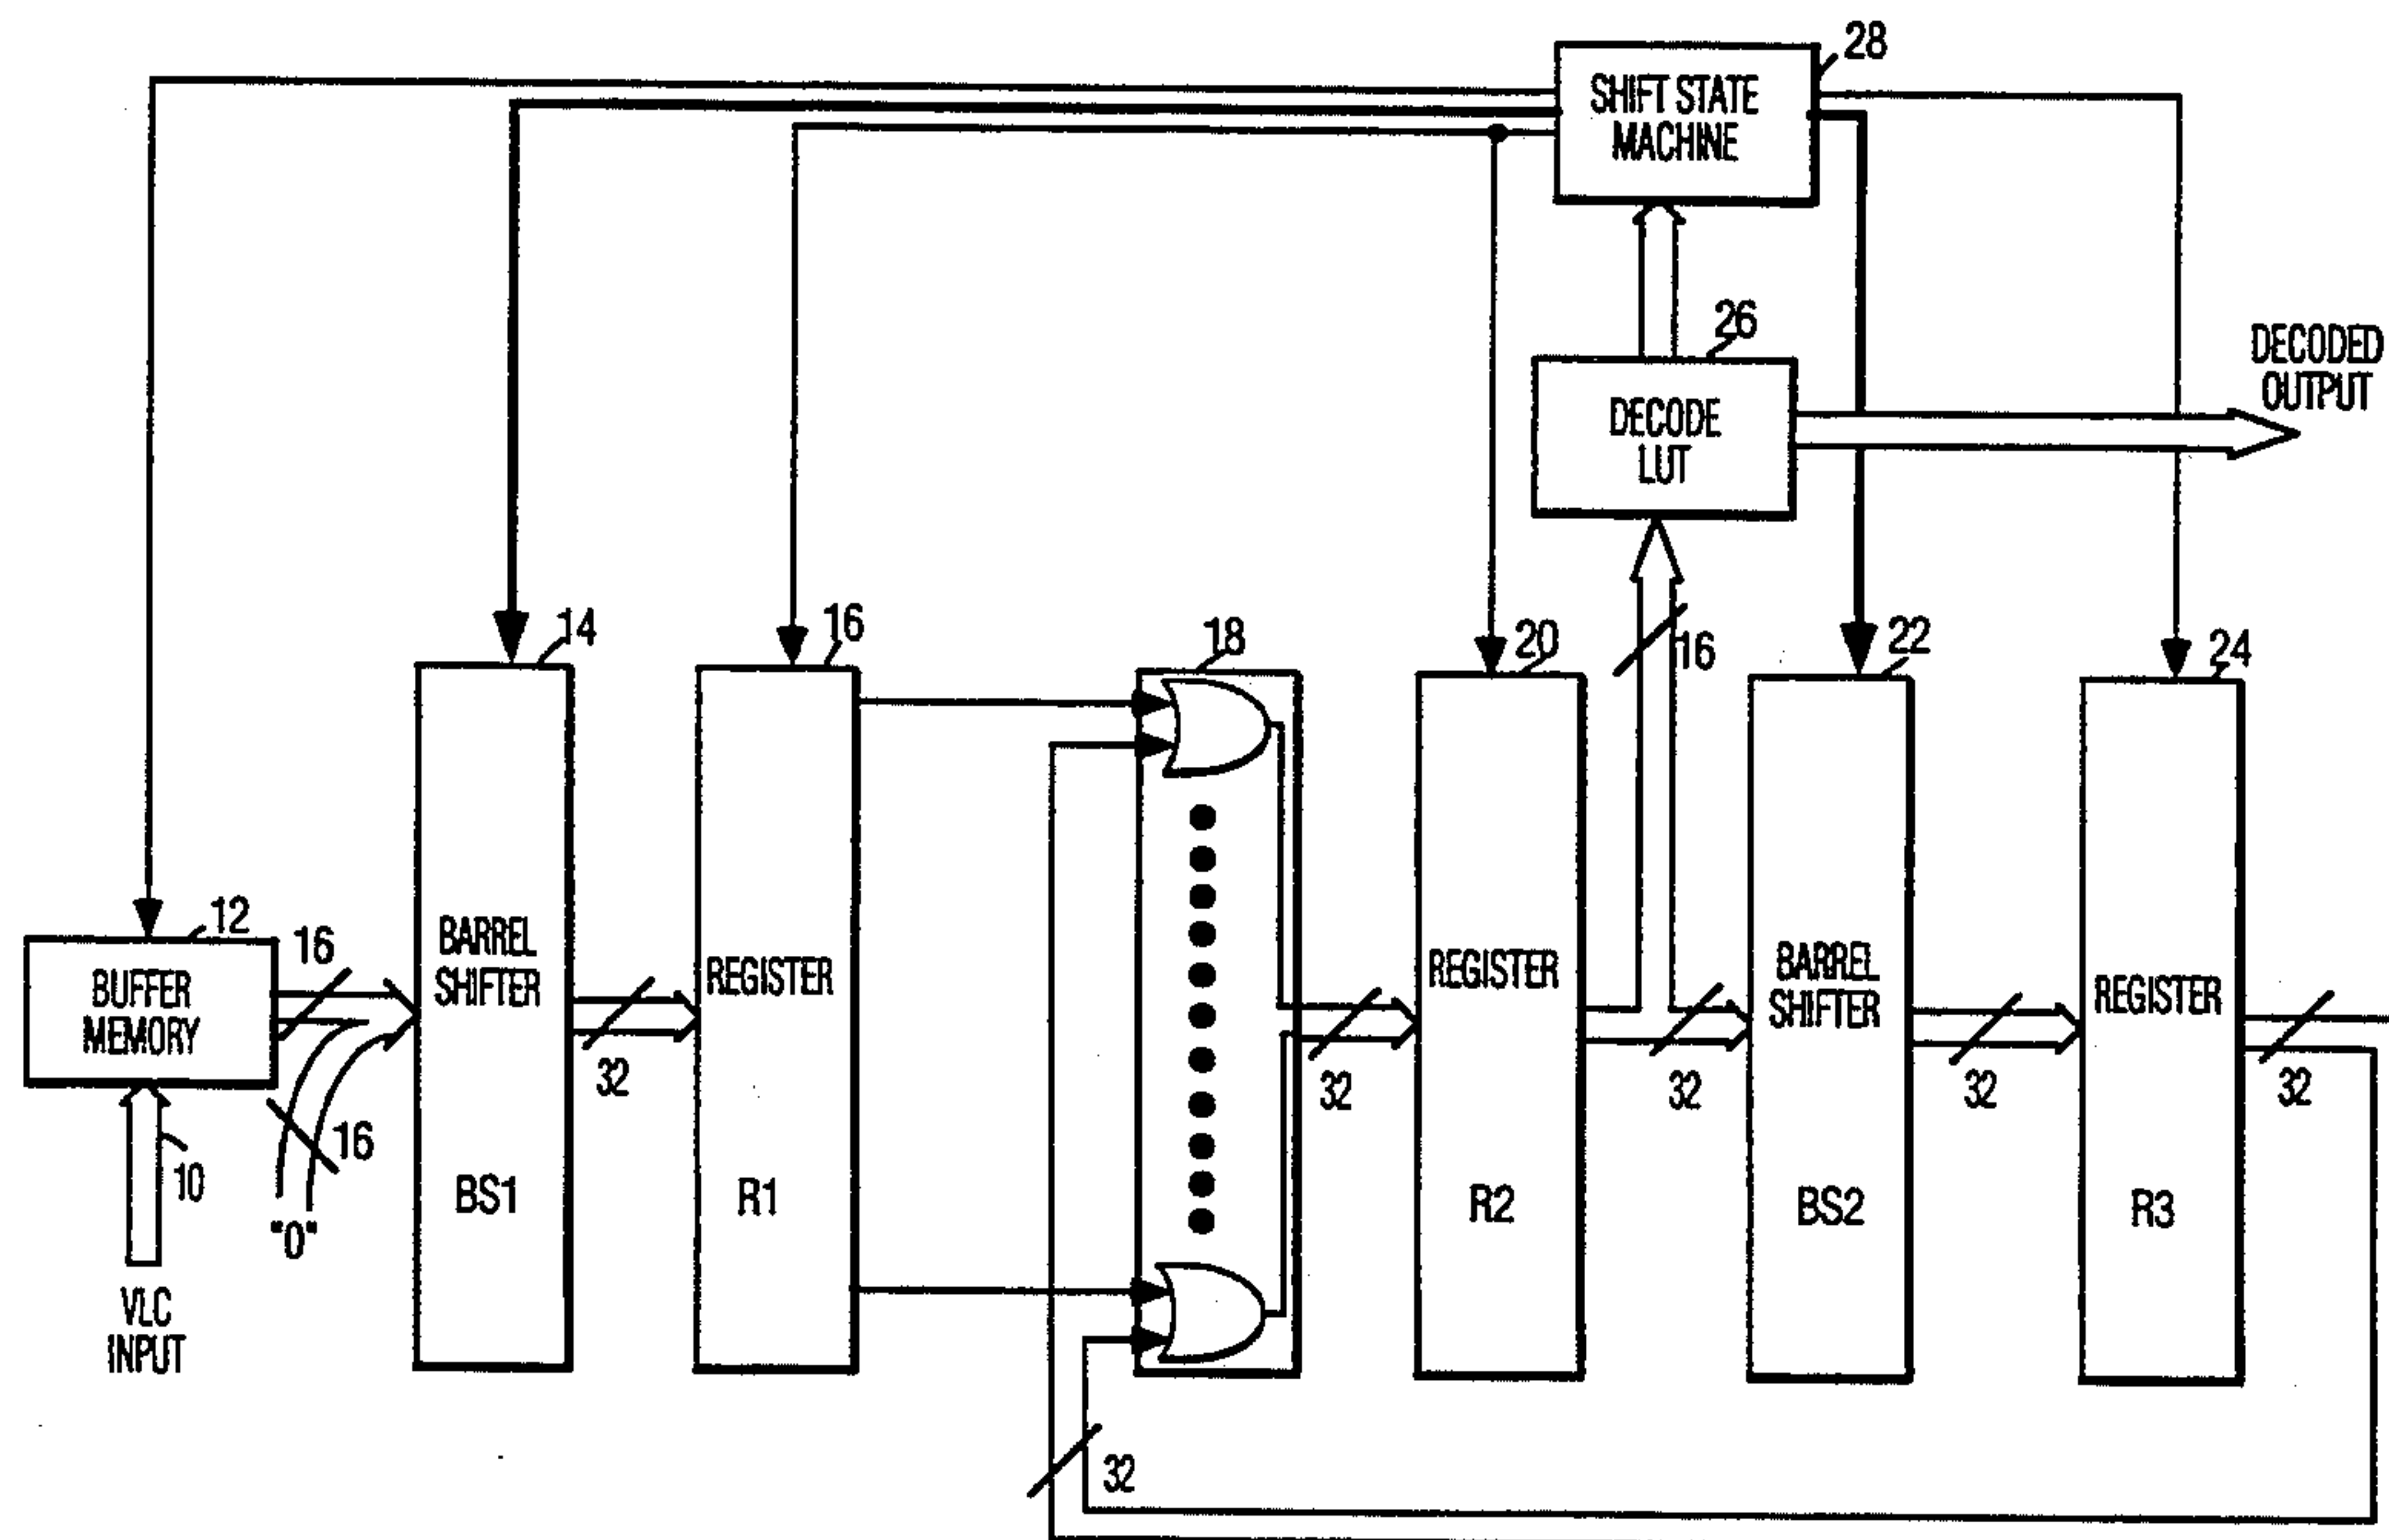 28
SHIFT STATE
MACHINE
26
DECODED
OUTPUT
DECODE
LUT
14
16
18
20
16
22
24
12
16
BUFFER
MEMORY
BARREL
SHIFTER
REGISTER
REGISTER
BARREL
SHIFTER
REGISTER
32
32
32
32
32
16
10
"0"
BS1
R1
R2
BS2
R3
VLC
INPUT
32